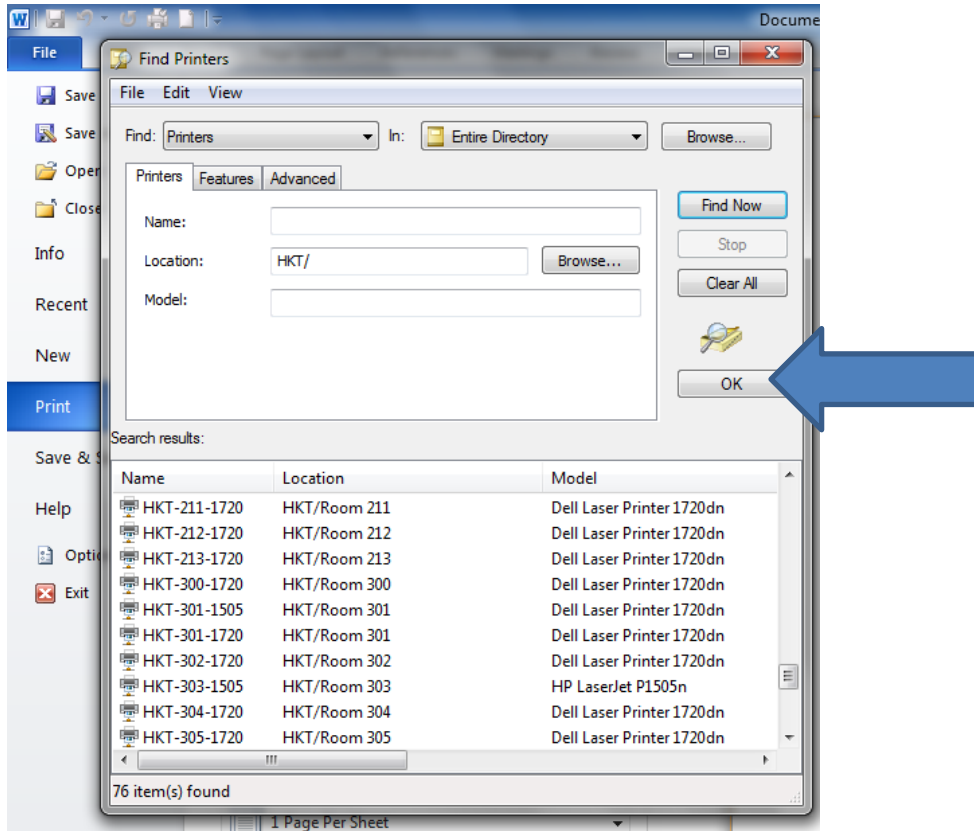 W Docume
File
Find Printers
Save
File Edit View
Save
Find: Printers In: Entire Directory Browse...
Open
Printers Features Advanced
Close
Find Now
Name:
Stop
Info
Location: HKT/ Browse...
Clear All
Recent
Model:
New
OK
Print
Search results:
Save & S
Name Location Model
Help
HKT-211-1720 HKT/Room 211 Dell Laser Printer 1720dn
HKT-212-1720 HKT/Room 212 Dell Laser Printer 1720dn
Optio
HKT-213-1720 HKT/Room 213 Dell Laser Printer 1720dn
HKT-300-1720 HKT/Room 300 Dell Laser Printer 1720dn
Exit
HKT-301-1505 HKT/Room 301 Dell Laser Printer 1720dn
HKT-301-1720 HKT/Room 301 Dell Laser Printer 1720dn
HKT-302-1720 HKT/Room 302 Dell Laser Printer 1720dn
HKT-303-1505 HKT/Room 303 HP LaserJet P1505n
HKT-304-1720 HKT/Room 304 Dell Laser Printer 1720dn
HKT-305-1720 HKT/Room 305 Dell Laser Printer 1720dn
76 item(s) found
1 Page Per Sheet